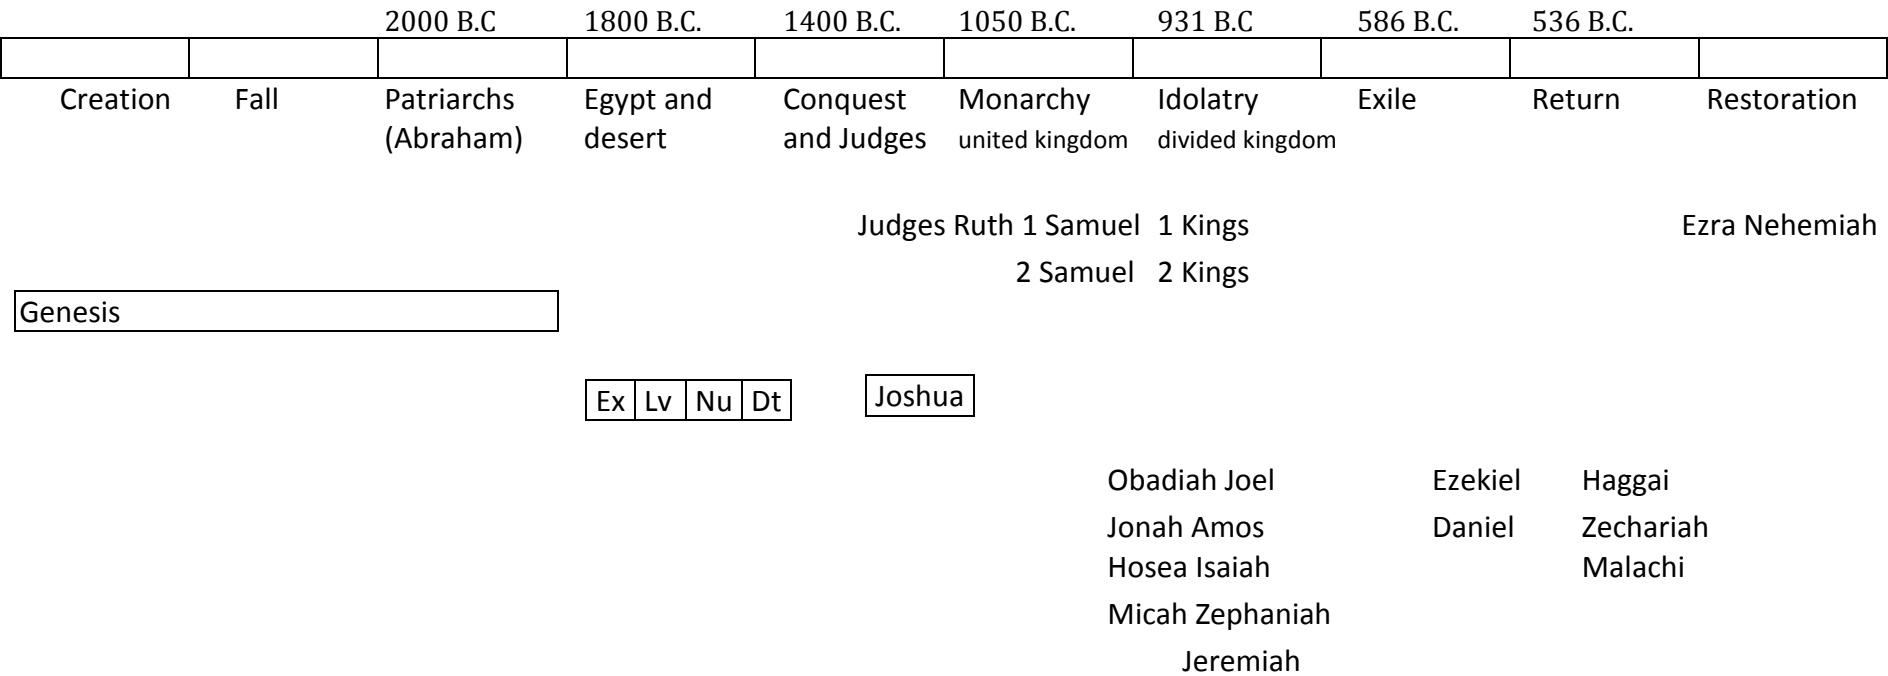 2000 B.C 1800 B.C. 1400 B.C. 1050 B.C. 931 B.C 586 B.C. 536 B.C.
Creation Fall Patriarchs Egypt and Conquest Monarchy Idolatry Exile Return Restoration
(Abraham) desert and Judges united kingdom divided kingdom
Judges Ruth 1 Samuel 1 Kings Ezra Nehemiah
2 Samuel 2 Kings
Genesis
Ex Lv Nu Dt Joshua
Obadiah Joel Ezekiel Haggai
Jonah Amos Daniel Zechariah
Hosea Isaiah Malachi
Micah Zephaniah
Jeremiah